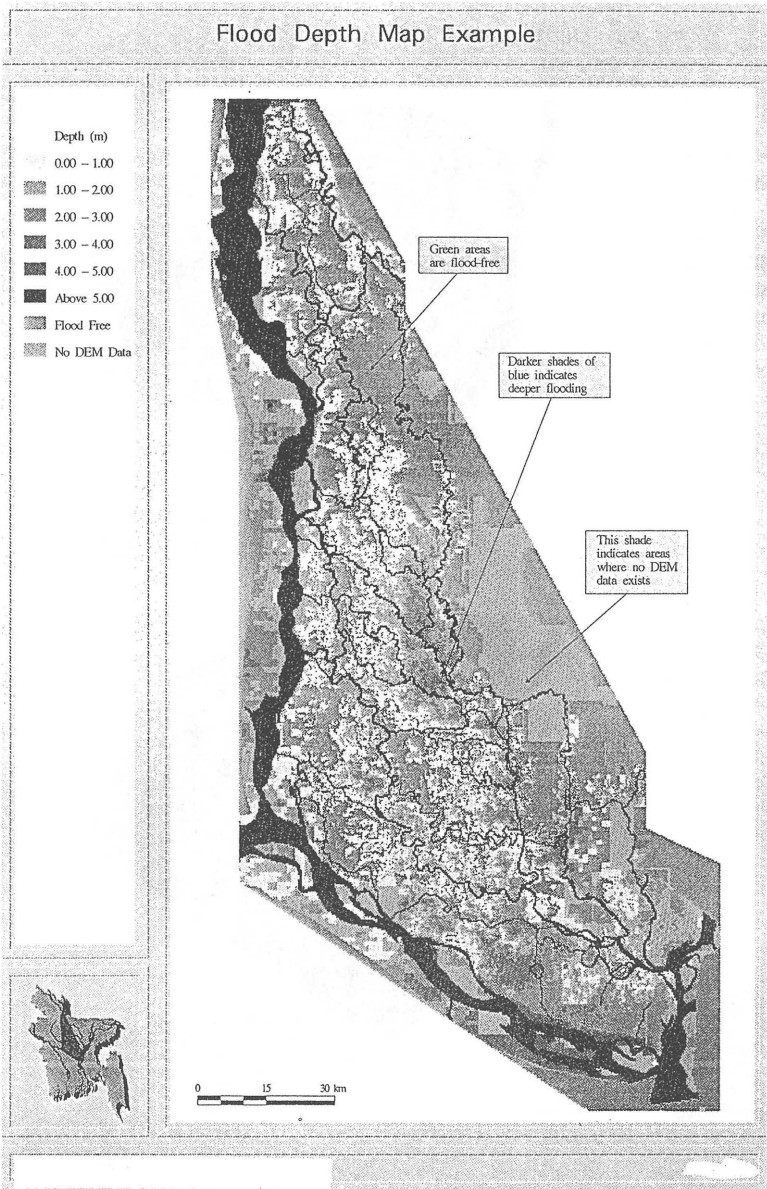 Flood Depth Map Example
Depth (m)
0.00 – 1.00
1.00 – 2.00
2.00 – 3.00
3.00 – 4.00
4.00 – 5.00
Above 5.00
Flood Free
No DEM Data
Green areas
are flood-free
Darker shades of
blue indicates
deeper flooding
This shade
indicates areas
where no DEM
data exists
0 15 30 km